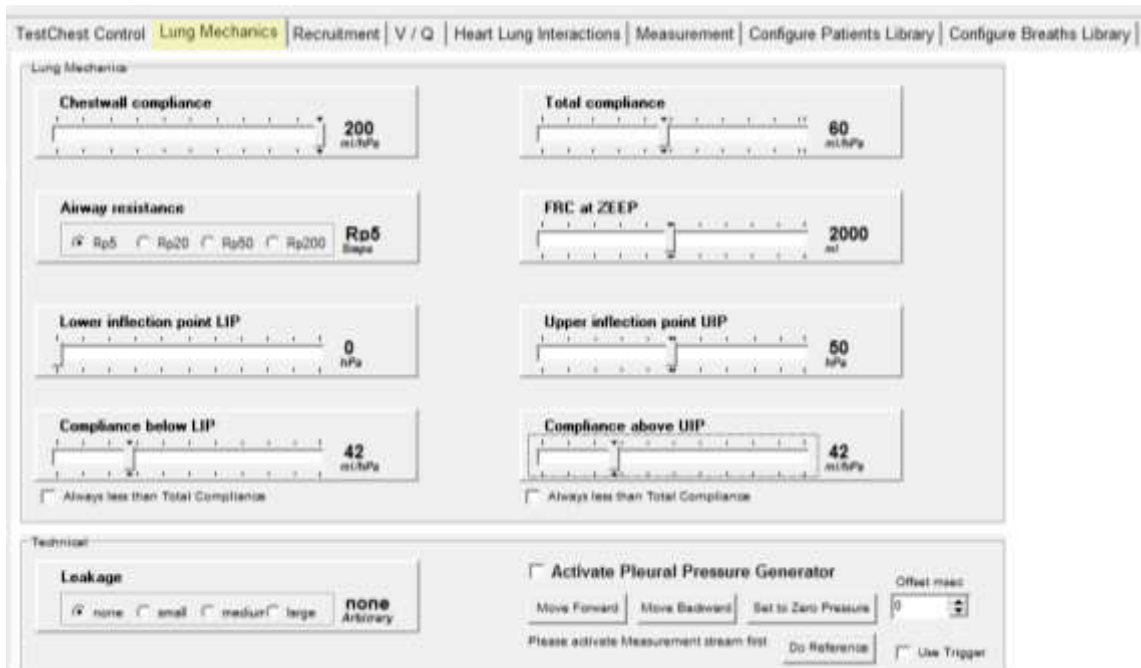 TestChest Control Lung Mechanics Recruitment V / Q Heart Lung Interactions Measurement Configure Patients Library Configure Breaths Library
Lung Mechanics
Chestwall compliance
200
ml/hPa
Total compliance
60
ml/hPa
Airway resistance
Rp5 Rp20 Rp50 Rp200
Rp5
FRC at ZEEP
2000
ml
Lower inflection point LIP
0
hPa
Upper inflection point UIP
50
hPa
Compliance below LIP
42
ml/hPa
Always less than Total Compliance
Compliance above UIP
42
ml/hPa
Always less than Total Compliance
Technical
Leakage
none small medium large
none
Arbitrary
Activate Pleural Pressure Generator
Offset msec
Move Forward Move Backward Set to Zero Pressure 0
Please activate Measurement stream first Do Reference Use Trigger